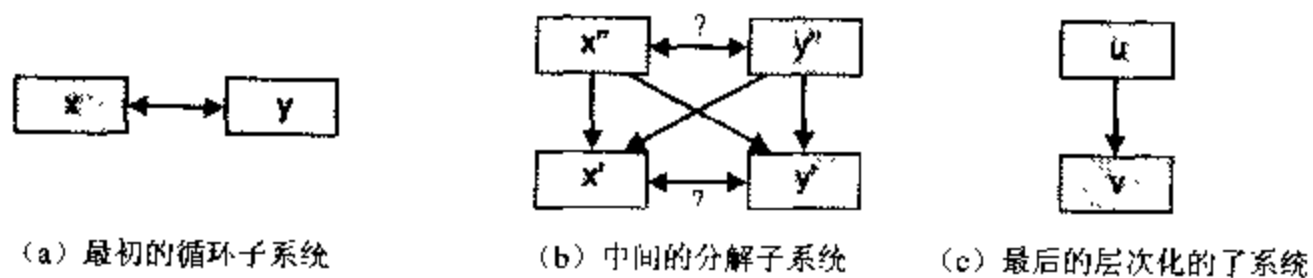 x
y
(a) 最初的循环子系统
x"
?
y"
x'
?
y'
(b) 中间的分解子系统
u
v
(c) 最后的层次化的了系统